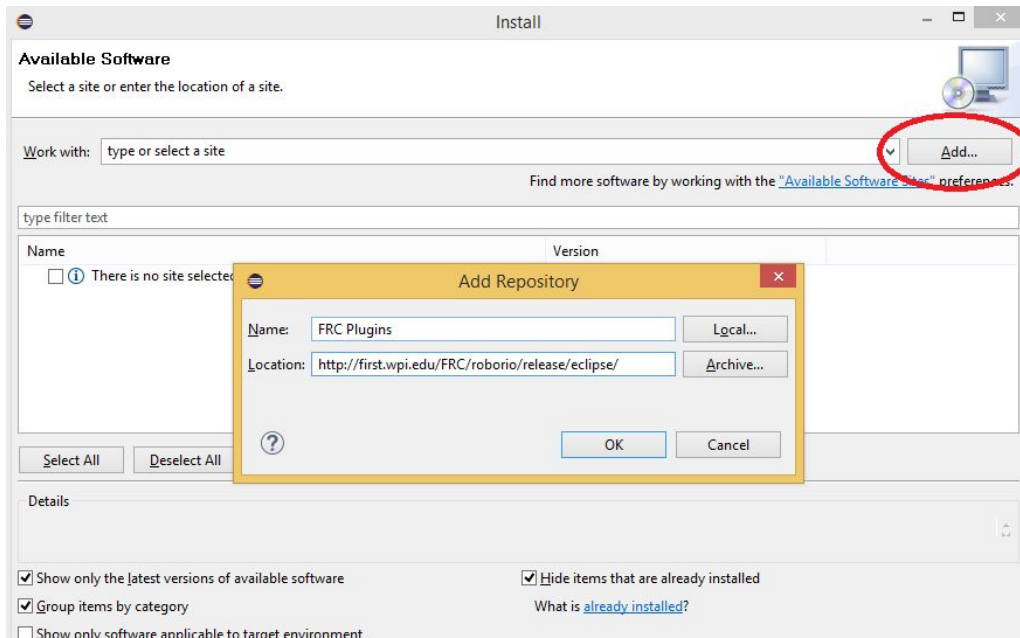 Install
Available Software
Select a site or enter the location of a site.
Work with: type or select a site Add...
Find more software by working with the "Available Software Sites" preferences.
type filter text
Name Version
There is no site selected
Add Repository
Name: FRC Plugins Local...
Location: http://first.wpi.edu/FRC/roborio/release/eclipse/ Archive...
OK Cancel
Select All Deselect All
Details
Show only the latest versions of available software Hide items that are already installed
Group items by category What is already installed?
Show only software applicable to target environment